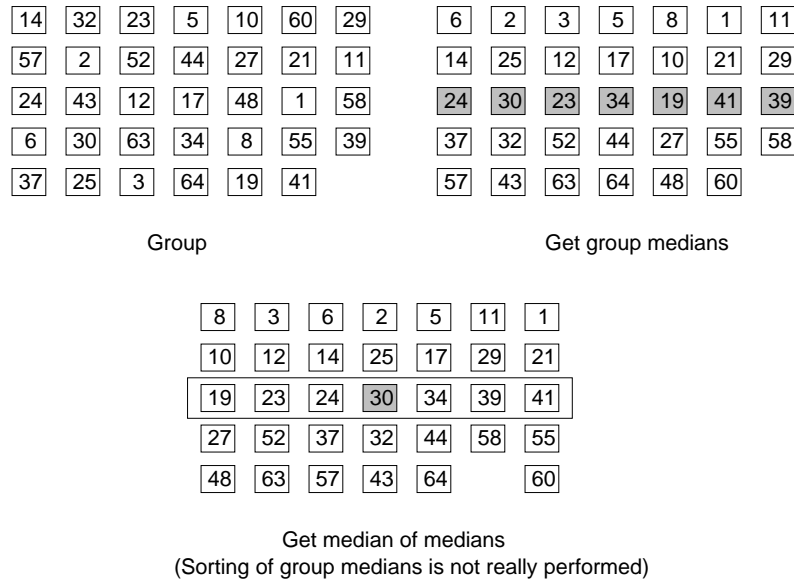 14 32 23 5 10 60 29
57 2 52 44 27 21 11
24 43 12 17 48 1 58
6 30 63 34 8 55 39
37 25 3 64 19 41
Group
6 2 3 5 8 1 11
14 25 12 17 10 21 29
24 30 23 34 19 41 39
37 32 52 44 27 55 58
57 43 63 64 48 60
Get group medians
8 3 6 2 5 11 1
10 12 14 25 17 29 21
19 23 24 30 34 39 41
27 52 37 32 44 58 55
48 63 57 43 64 60
Get median of medians
(Sorting of group medians is not really performed)